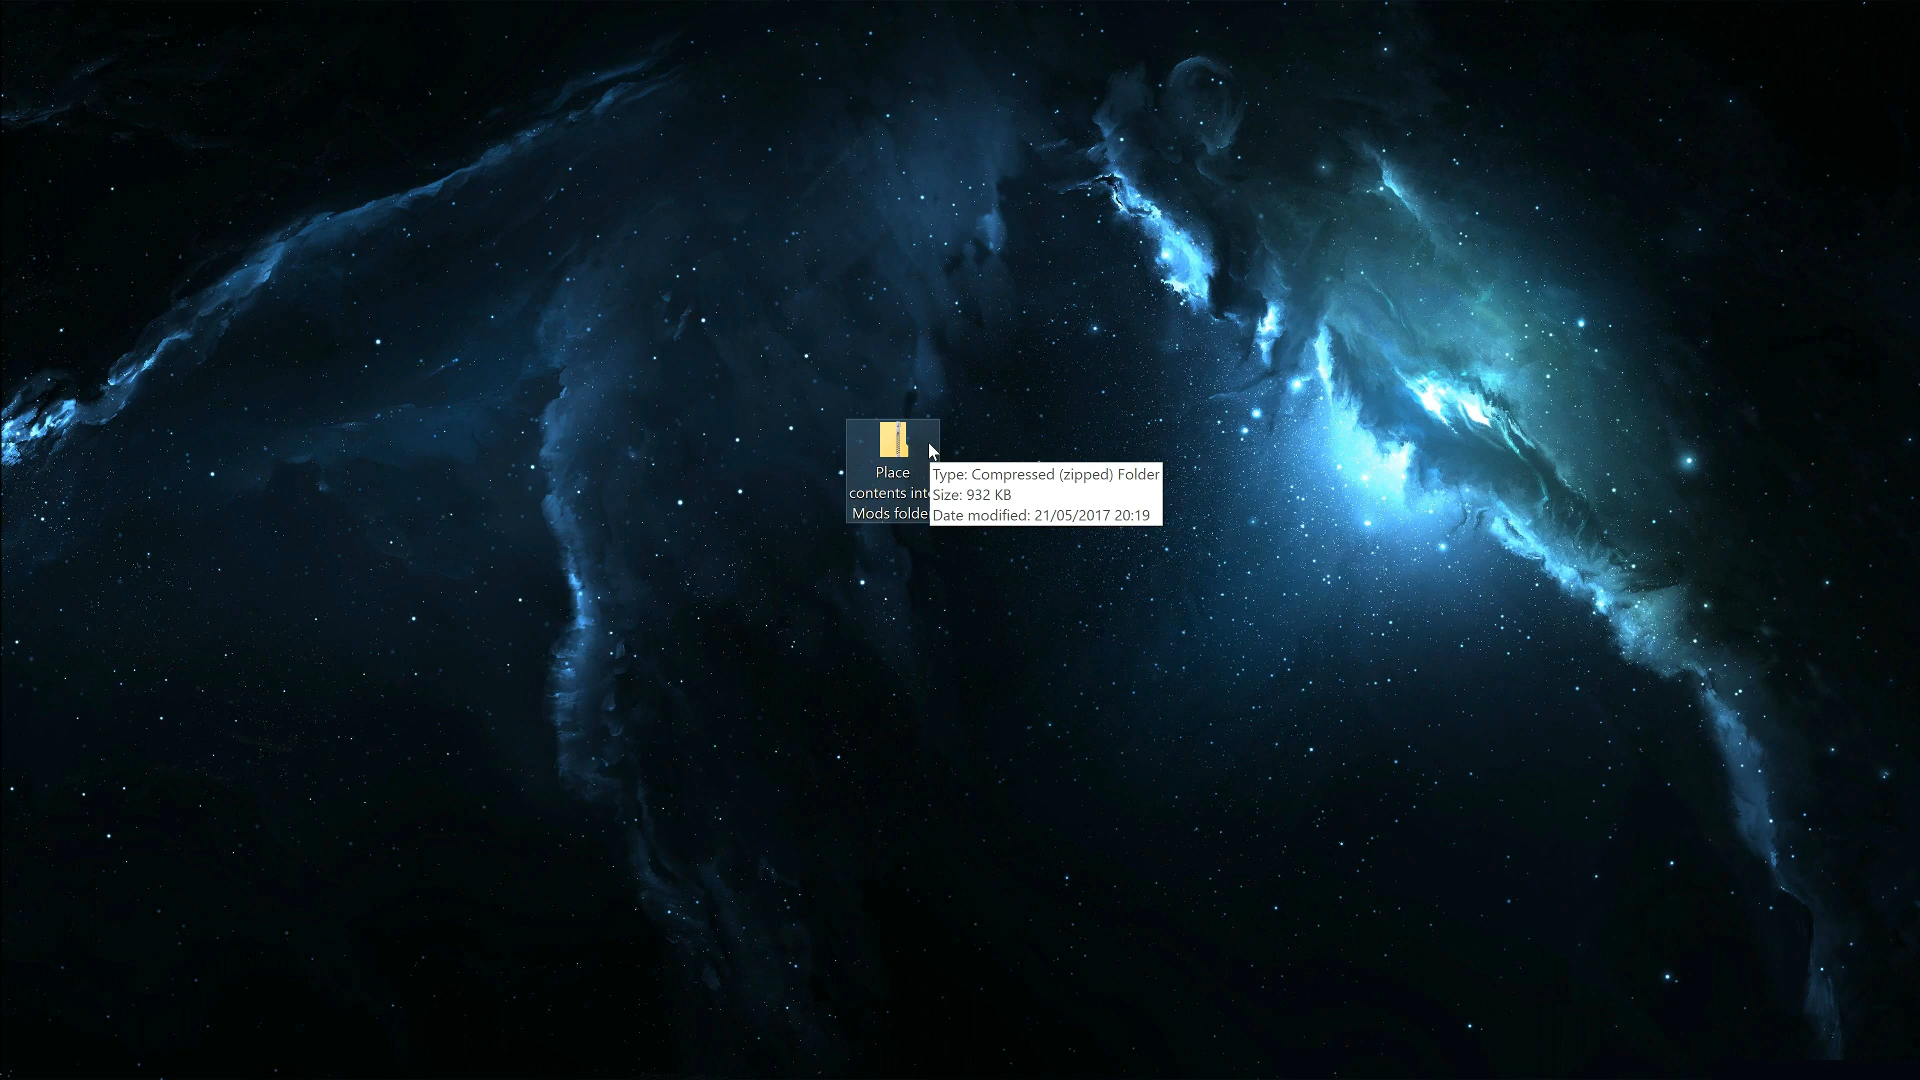 Place
contents int
Mods folde
Type: Compressed (zipped) Folder
Size: 932 KB
Date modified: 21/05/2017 20:19